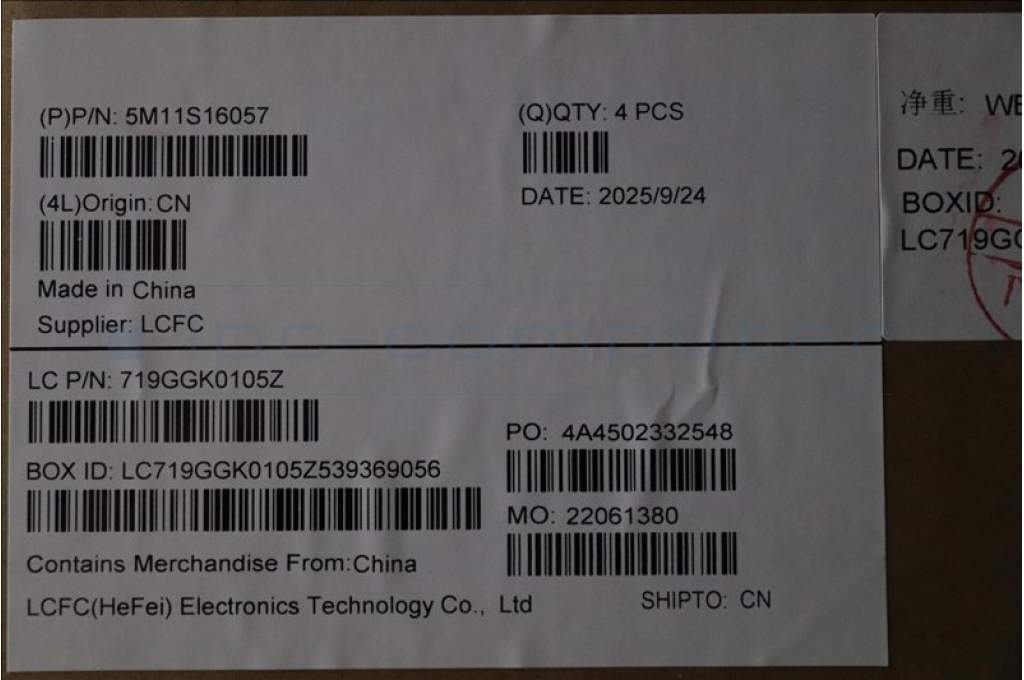 (P)P/N: 5M11S16057
(Q)QTY: 4 PCS
(4L)Origin:CN
DATE: 2025/9/24
Made in China
Supplier: LCFC
LC P/N: 719GGK0105Z
PO: 4A4502332548
BOX ID: LC719GGK0105Z539369056
MO: 22061380
Contains Merchandise From:China
LCFC(HeFei) Electronics Technology Co., Ltd
SHIPTO: CN
净重:
DATE:
BOXID: